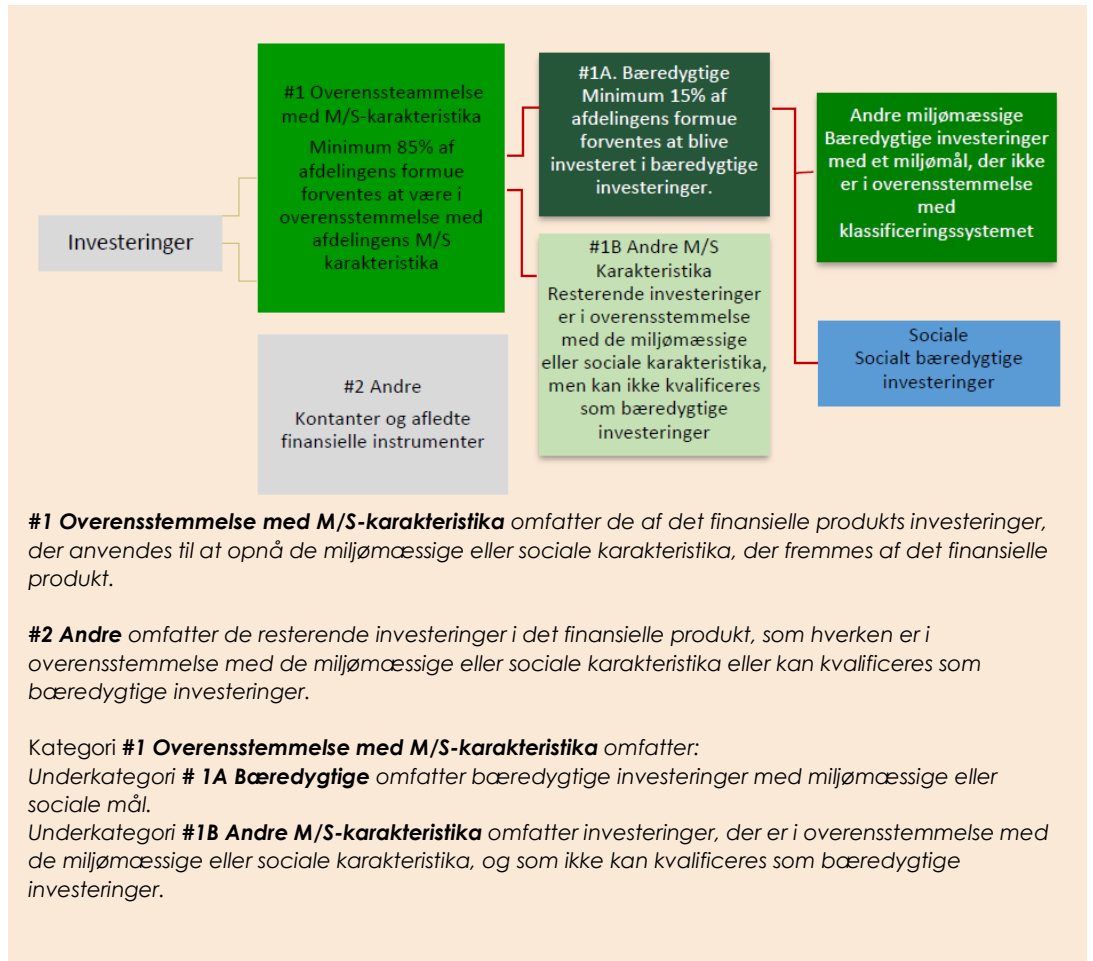 Investeringer
#1 Overenssteammelse
med M/S-karakteristika
Minimum 85% af
afdelingens formue
forventes at være i
overensstemmelse med
afdelingens M/S
karakteristika
#2 Andre
Kontanter og afledte
finansielle instrumenter
#1A. Bæredygtige
Minimum 15% af
afdelingens formue
forventes at blive
investeret i bæredygtige
investeringer.
#1B Andre M/S
Karakteristika
Resterende investeringer
er i overensstemmelse
med de miljømæssige
eller sociale karakteristika,
men kan ikke kvalificeres
som bæredygtige
investeringer
Andre miljømæssige
Bæredygtige investeringer
med et miljømål, der ikke
er i overensstemmelse
med
klassificeringssystemet
Sociale
Socialt bæredygtige
investeringer
#1 Overensstemmelse med M/S-karakteristika omfatter de af det finansielle produkts investeringer,
der anvendes til at opnå de miljømæssige eller sociale karakteristika, der fremmes af det finansielle
produkt.
#2 Andre omfatter de resterende investeringer i det finansielle produkt, som hverken er i
overensstemmelse med de miljømæssige eller sociale karakteristika eller kan kvalificeres som
bæredygtige investeringer.
Kategori #1 Overensstemmelse med M/S-karakteristika omfatter:
Underkategori # 1A Bæredygtige omfatter bæredygtige investeringer med miljømæssige eller
sociale mål.
Underkategori #1B Andre M/S-karakteristika omfatter investeringer, der er i overensstemmelse med
de miljømæssige eller sociale karakteristika, og som ikke kan kvalificeres som bæredygtige
investeringer.